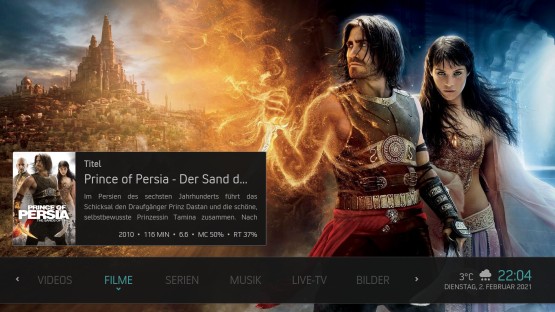 Titel
Prince of Persia - Der Sand d...
Im Persien des sechsten Jahrhunderts führt das
Schicksal den Draufgänger Prinz Dastan und die schöne,
selbstbewusste Prinzessin Tamina zusammen. Nach
2010 • 116 MIN • 6.6 • MC 50% • RT 37%
PRINCE OF
PERSIA
VIDEOS FILME SERIEN MUSIK LIVE-TV BILDER
3°C 22:04
DIENSTAG, 2. FEBRUAR 2021